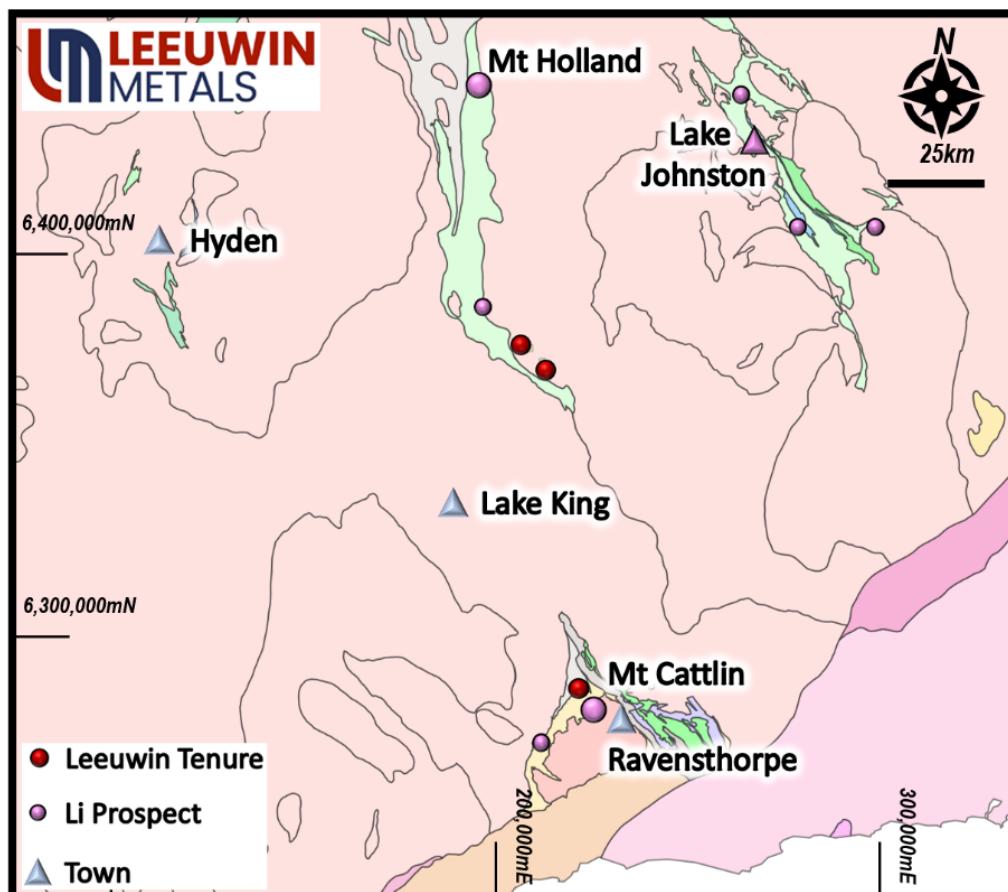 LEEUWIN
METALS
Mt Holland
N
25km
Lake
Johnston
6,400,000mN
Hyden
Lake King
6,300,000mN
Mt Cattlin
Ravensthorpe
Leeuwin Tenure
Li Prospect
Town
200,000mE
300,000mE